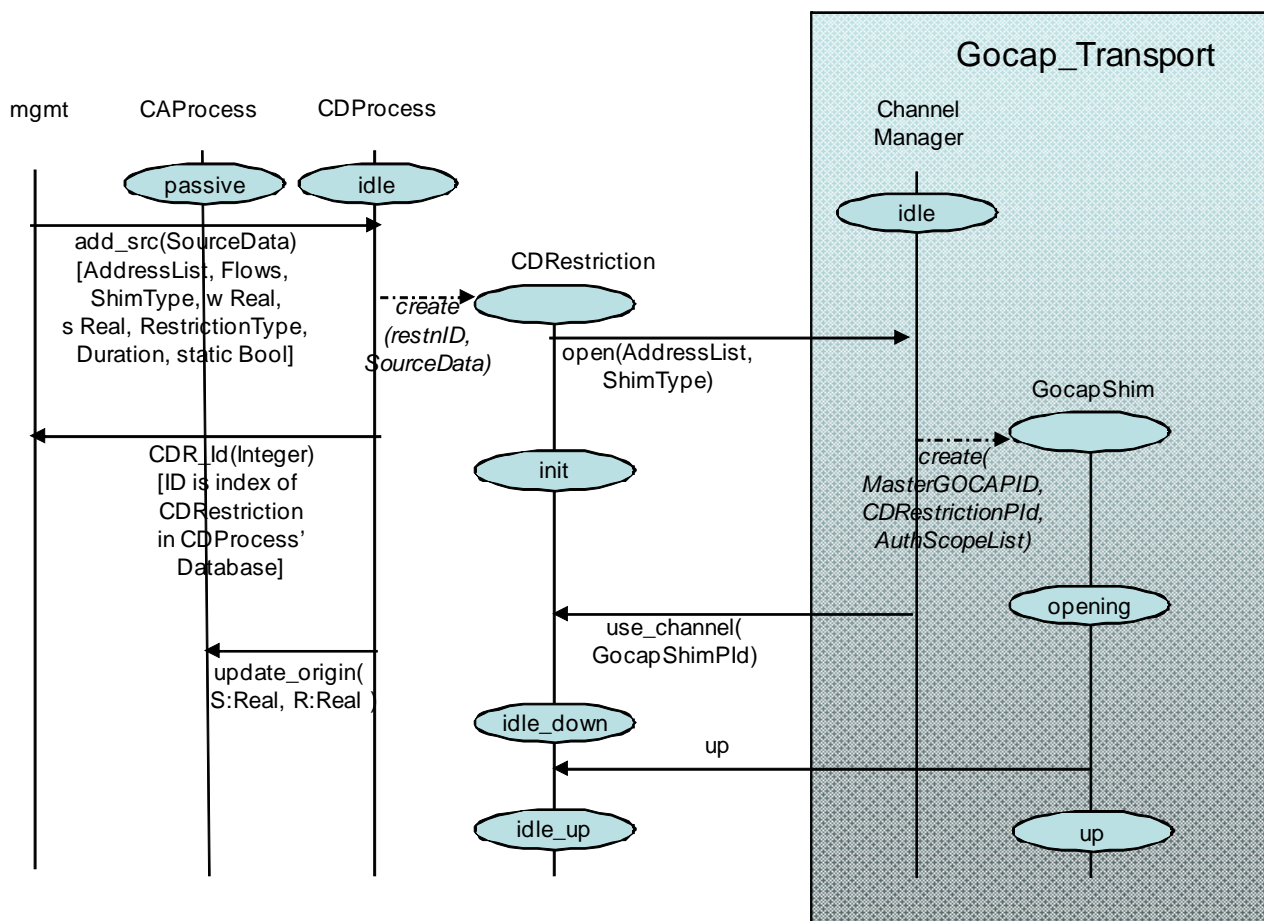 Gocap_Transport
mgmt
CAProcess
CDProcess
Channel
Manager
passive
idle
idle
add_src(SourceData)
[AddressList, Flows,
ShimType, w Real,
s Real, RestrictionType,
Duration, static Bool]
CDRestriction
create
(restnID,
SourceData)
open(AddressList,
ShimType)
GocapShim
CDR_Id(Integer)
[ID is index of
CDRestriction
in CDProcess’
Database]
init
create(
MasterGOCAPID,
CDRestrictionPId,
AuthScopeList)
opening
use_channel(
GocapShimPId)
update_origin(
S:Real, R:Real )
idle_down
up
idle_up
up